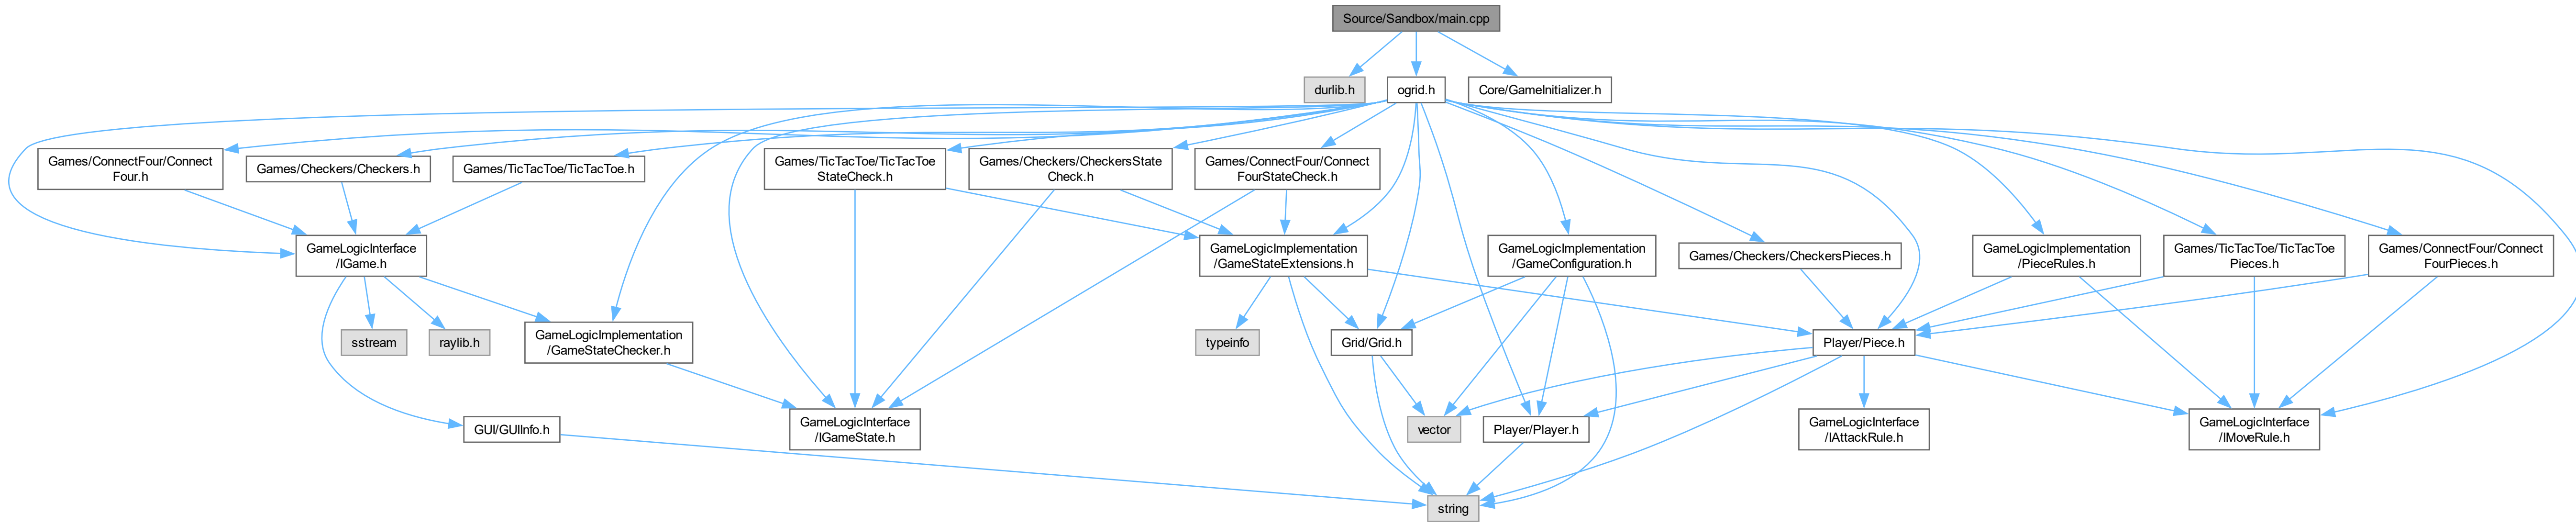 Source/Sandbox/main.cpp
durlib.h
ogrid.h
Core/GameInitializer.h
Games/ConnectFour/Connect
Four.h
Games/Checkers/Checkers.h
Games/TicTacToe/TicTacToe.h
Games/TicTacToe/TicTacToe
StateCheck.h
Games/Checkers/CheckersState
Check.h
Games/ConnectFour/Connect
FourStateCheck.h
GameLogicInterface
/IGame.h
GameLogicImplementation
/GameStateExtensions.h
GameLogicImplementation
/GameConfiguration.h
Games/Checkers/CheckersPieces.h
GameLogicImplementation
/PieceRules.h
Games/TicTacToe/TicTacToe
Pieces.h
Games/ConnectFour/Connect
FourPieces.h
sstream
raylib.h
GameLogicImplementation
/GameStateChecker.h
typeinfo
Grid/Grid.h
Player/Piece.h
GUI/GUIInfo.h
GameLogicInterface
/IGameState.h
vector
Player/Player.h
GameLogicInterface
/IAttackRule.h
GameLogicInterface
/IMoveRule.h
string